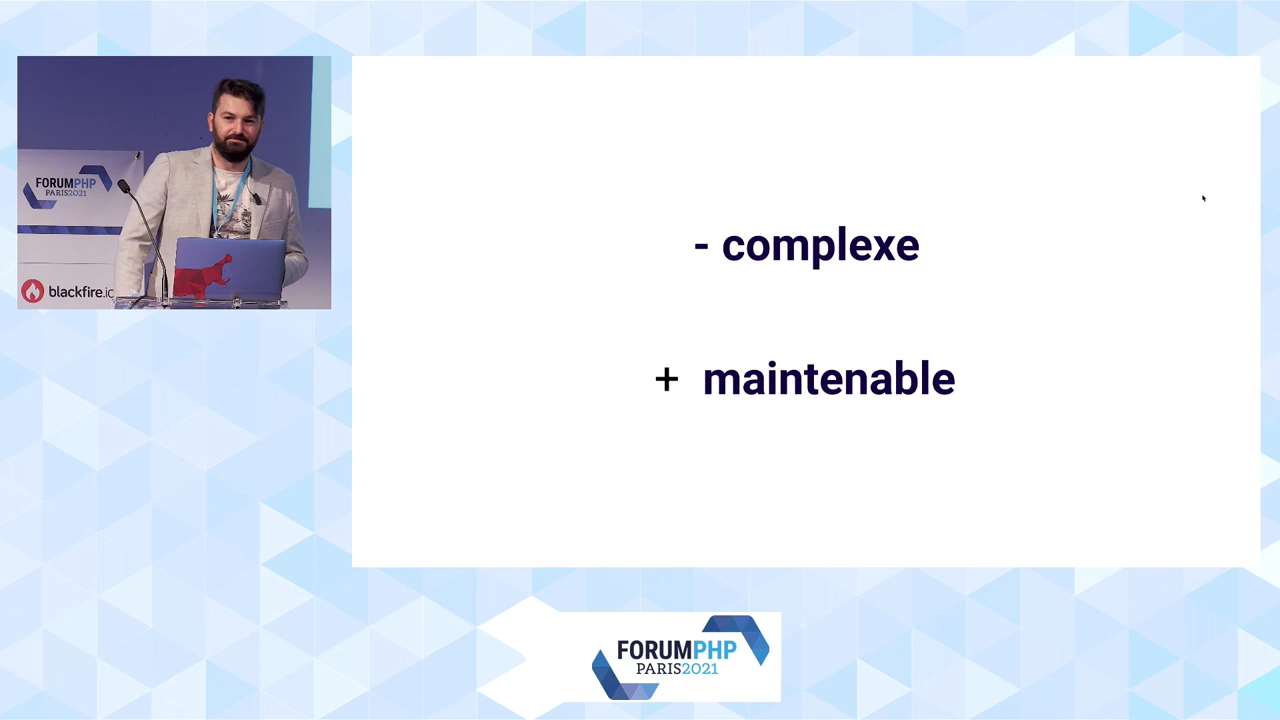 FORUMPHP
PARIS2021
blackfire.io
- complexe
+ maintenable
FORUMPHP
PARIS2021